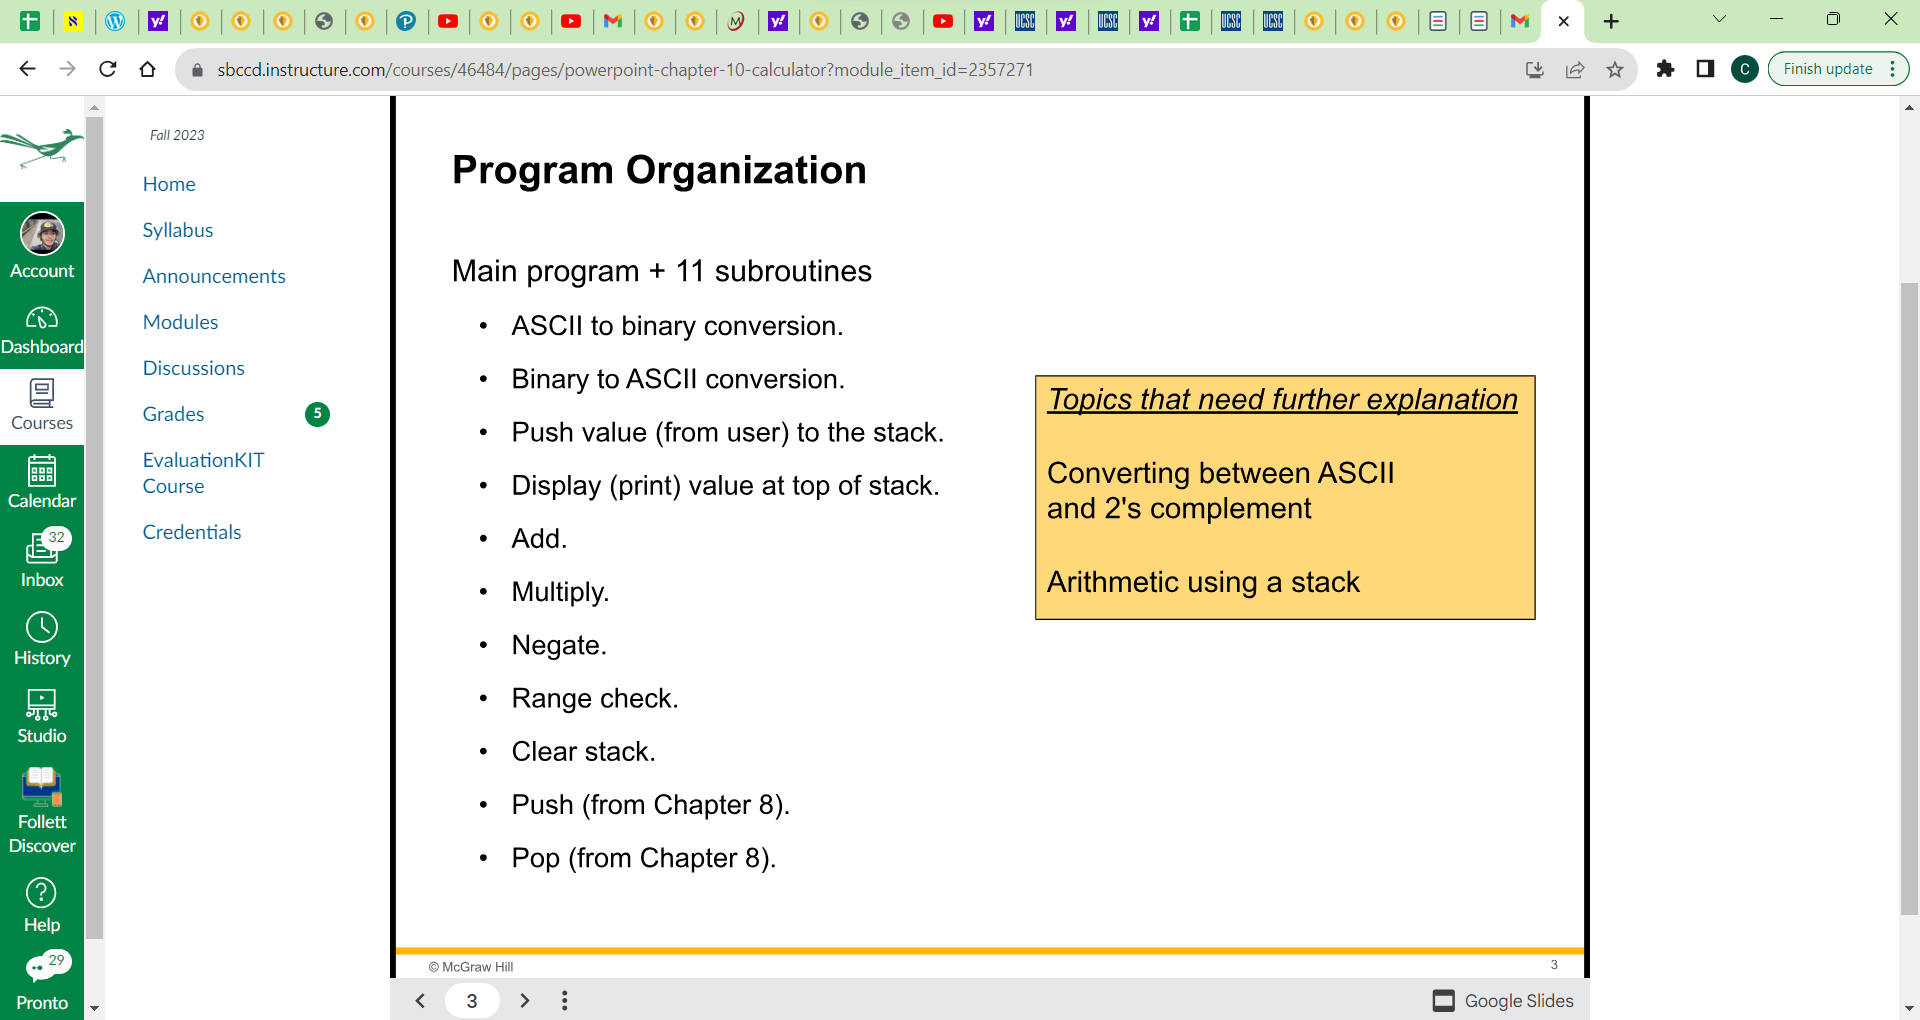 sbccd.instructure.com/courses/46484/pages/powerpoint-chapter-10-calculator?module_item_id=2357271
C
Finish update
Account
Dashboard
Courses
Calendar
32
Inbox
History
Studio
Follett
Discover
Help
29
Pronto
Fall 2023
Home
Syllabus
Announcements
Modules
Discussions
Grades
5
EvaluationKIT
Course
Credentials
Program Organization
Main program + 11 subroutines
• ASCII to binary conversion.
• Binary to ASCII conversion.
• Push value (from user) to the stack.
• Display (print) value at top of stack.
• Add.
• Multiply.
• Negate.
• Range check.
• Clear stack.
• Push (from Chapter 8).
• Pop (from Chapter 8).
Topics that need further explanation
Converting between ASCII
and 2's complement
Arithmetic using a stack
© McGraw Hill
3
3
Google Slides